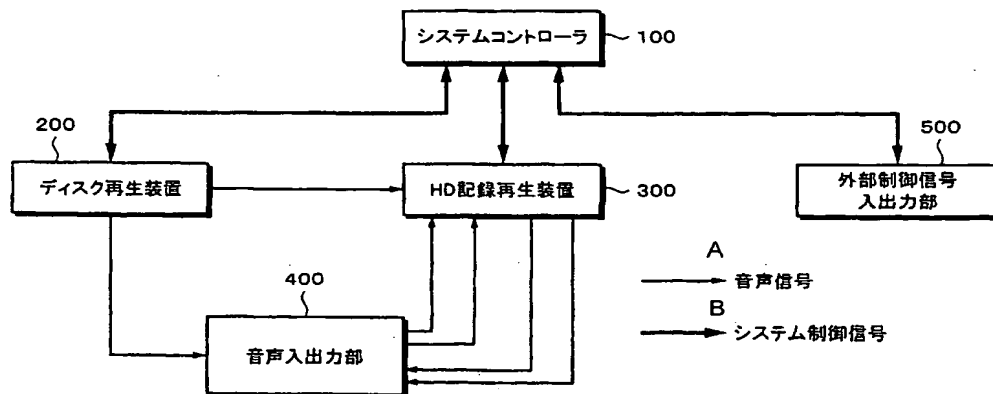 システムコントローラ
100
200
500
ディスク再生装置
HD記録再生装置
300
外部制御信号
入出力部
A
音声信号
400
B
システム制御信号
音声入出力部